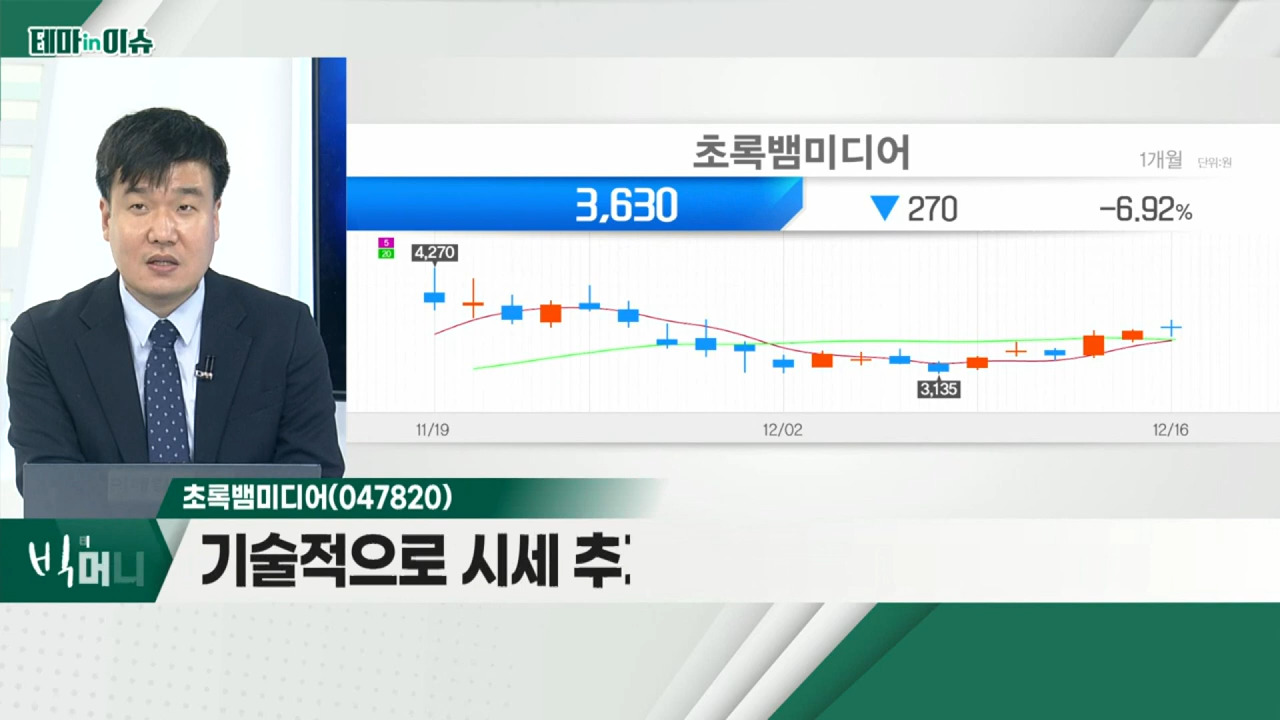 테마in이슈
초록뱀미디어
1개월 단위:원
3,630 ▼270 -6.92%
5
20
4,270
3,135
11/19 12/02 12/16
초록뱀미디어(047820)
빅머니
기술적으로 시세